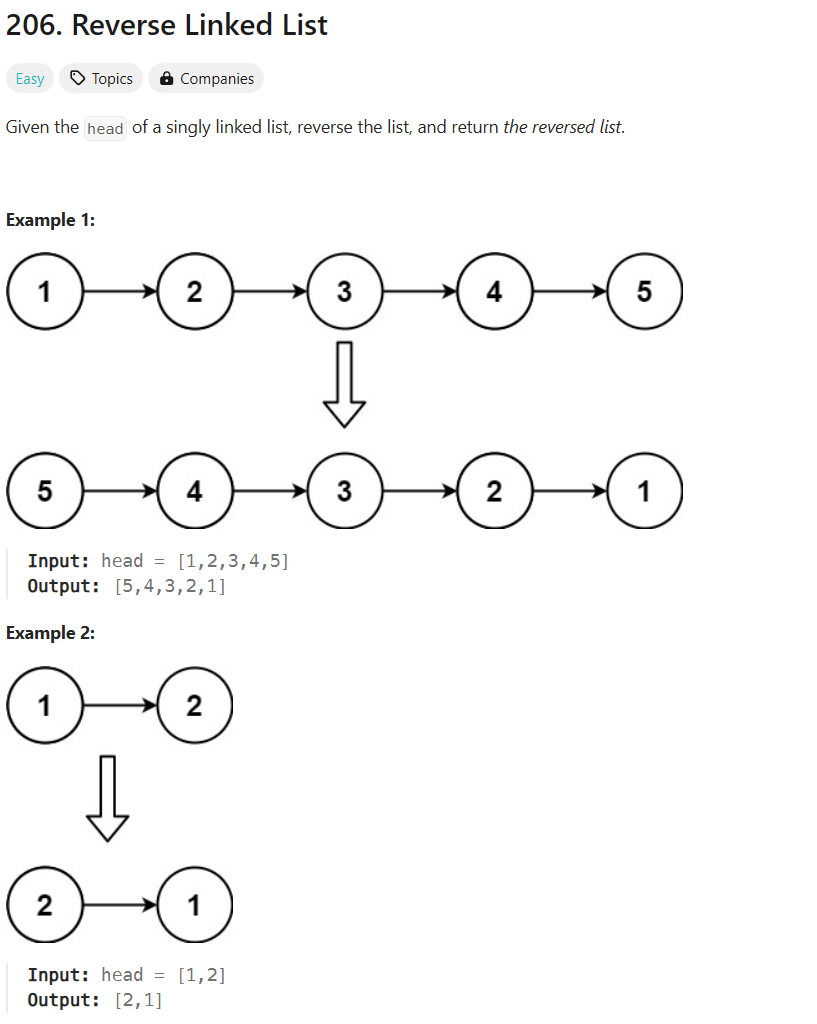 206. Reverse Linked List
Easy Topics Companies
Given the head of a singly linked list, reverse the list, and return the reversed list.
Example 1:
1 2 3 4 5
5 4 3 2 1
Input: head = [1,2,3,4,5]
Output: [5,4,3,2,1]
Example 2:
1 2
2 1
Input: head = [1,2]
Output: [2,1]